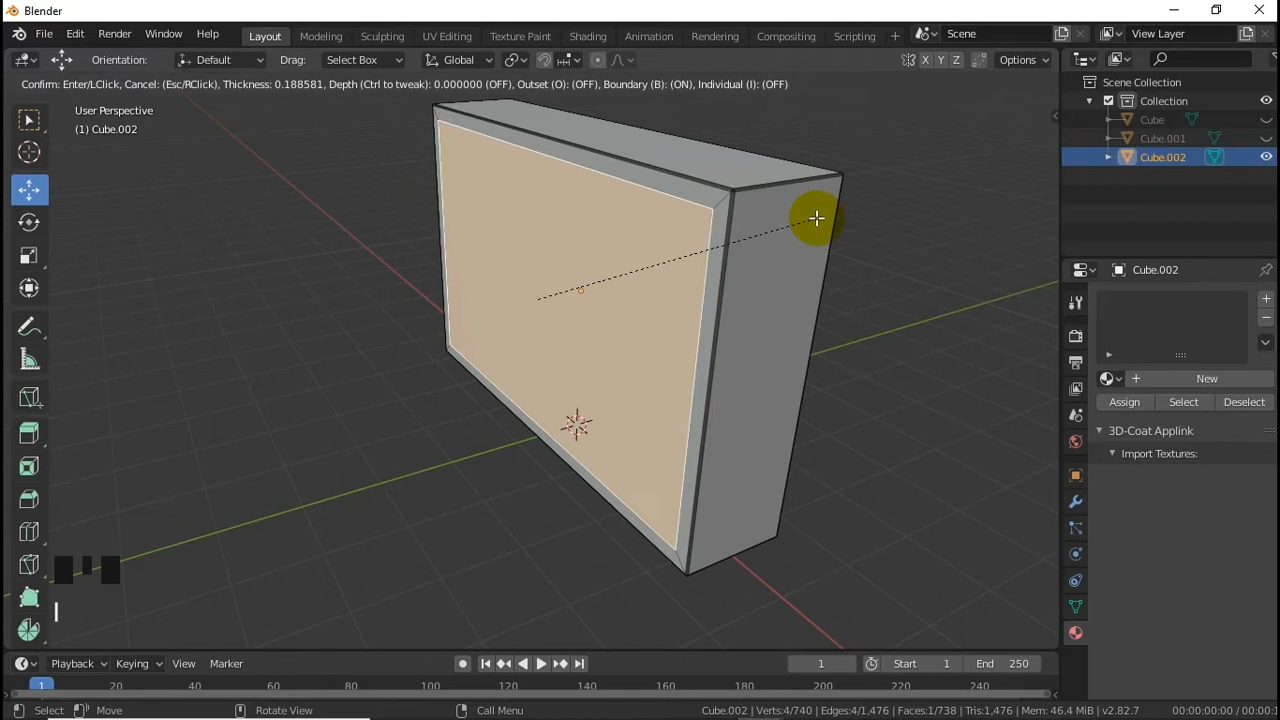 Blender
File Edit Render Window Help Layout Modeling Sculpting UV Editing Texture Paint Shading Animation Rendering Compositing Scripting + Scene View Layer
Orientation: Default Drag: Select Box Global X Y Z Options
Confirm: Enter/LClick, Cancel: (Esc/RClick), Thickness: 0.188581, Depth (Ctrl to tweak): 0.000000 (OFF), Outset (O): (OFF), Boundary (B): (ON), Individual (I): (OFF)
User Perspective
(1) Cube.002
Scene Collection
Collection
Cube
Cube.001
Cube.002
Cube.002
New
Assign Select Deselect
3D-Coat Applink
Import Textures:
I
Playback Keying View Marker 1 Start 1 End 250
1 20 40 60 80 100 120 140 160 180 200 220 240
Select Move Rotate View Call Menu Cube.002 | Verts:4/740 | Edges:4/1,476 | Faces:1/738 | Tris:1,476 | Mem: 46.4 MiB | v2.82.7
00:00:00